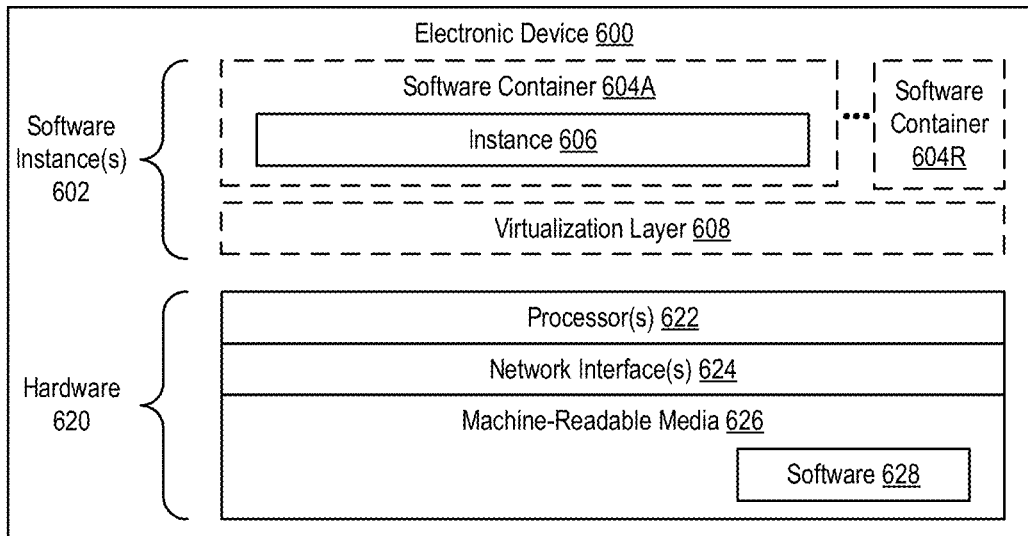 Electronic Device 600
Software Instance(s) 602
Software Container 604A
Instance 606
•••
Software
Container
604R
Virtualization Layer 608
Hardware
620
Processor(s) 622
Network Interface(s) 624
Machine-Readable Media 626
Software 628